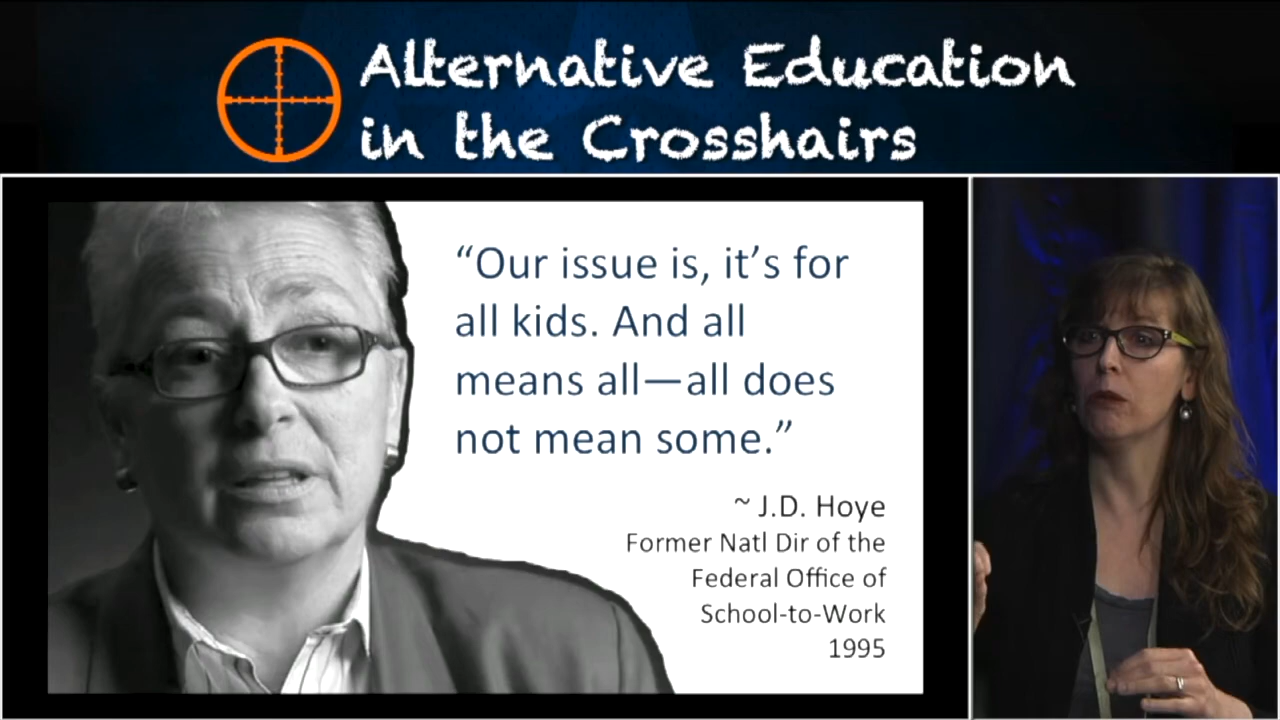 Alternative Education
in the Crosshairs
“Our issue is, it’s for
all kids. And all
means all—all does
not mean some.”
~ J.D. Hoye
Former Natl Dir of the
Federal Office of
School-to-Work
1995